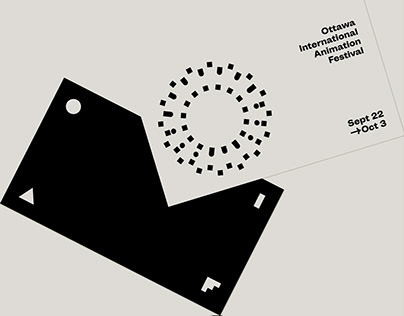 Ottawa
International
Animation
Festival
Sept 22
→Oct 3